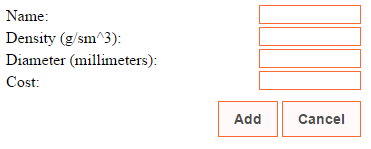 Name:
Density (g/sm^3):
Diameter (millimeters):
Cost:
Add Cancel